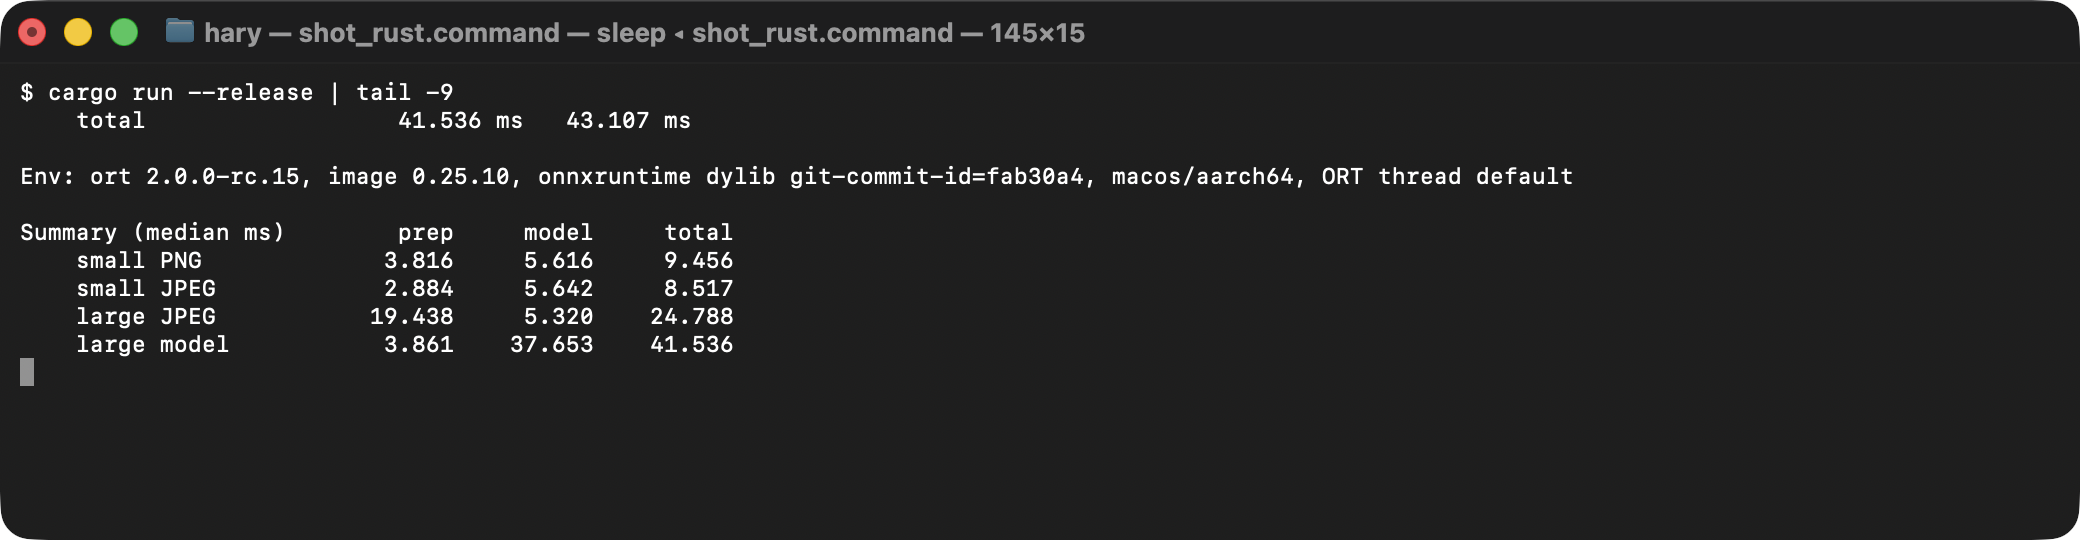 hary — shot_rust.command — sleep ◂ shot_rust.command — 145×15
$ cargo run --release | tail -9
    total                  41.536 ms   43.107 ms

Env: ort 2.0.0-rc.15, image 0.25.10, onnxruntime dylib git-commit-id=fab30a4, macos/aarch64, ORT thread default

Summary (median ms)        prep     model     total
    small PNG             3.816     5.616     9.456
    small JPEG            2.884     5.642     8.517
    large JPEG           19.438     5.320    24.788
    large model           3.861    37.653    41.536